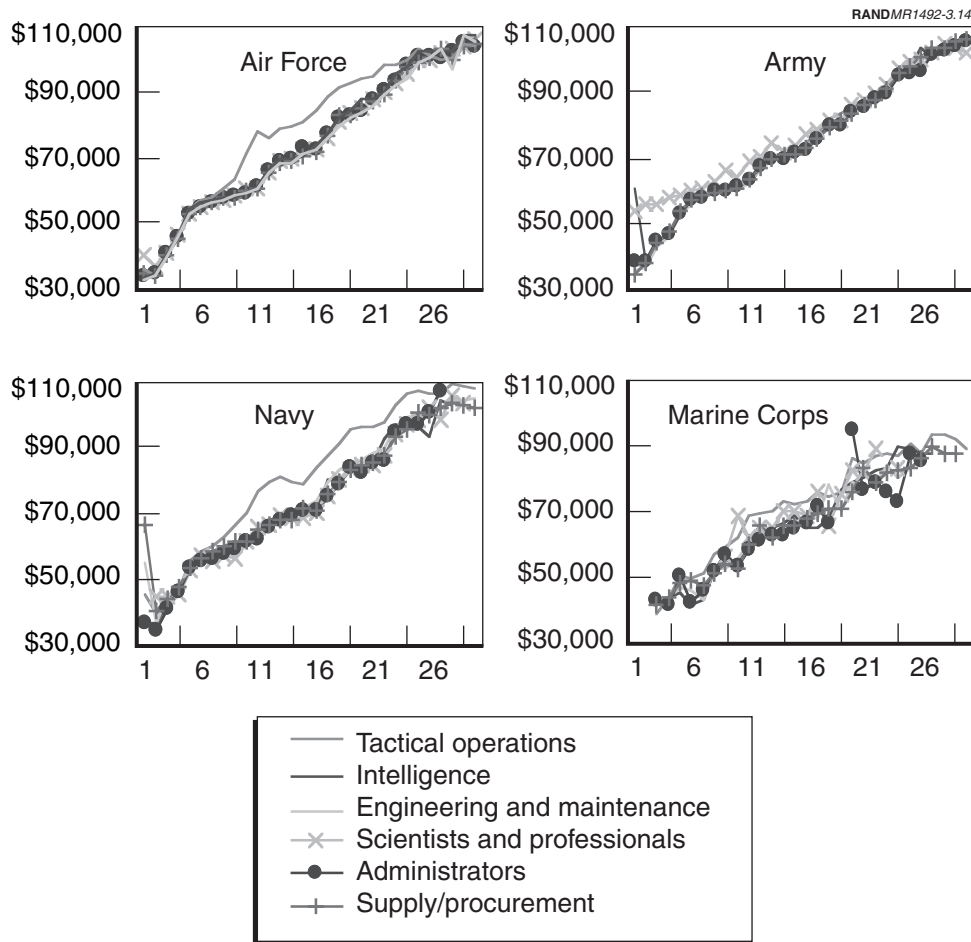 RANDMR1492-3.14
Air Force
$110,000
$90,000
$70,000
$50,000
$30,000
1 6 11 16 21 26
Army
$110,000
$90,000
$70,000
$50,000
$30,000
1 6 11 16 21 26
Navy
$110,000
$90,000
$70,000
$50,000
$30,000
1 6 11 16 21 26
Marine Corps
$110,000
$90,000
$70,000
$50,000
$30,000
1 6 11 16 21 26
Tactical operations
Intelligence
Engineering and maintenance
Scientists and professionals
Administrators
Supply/procurement